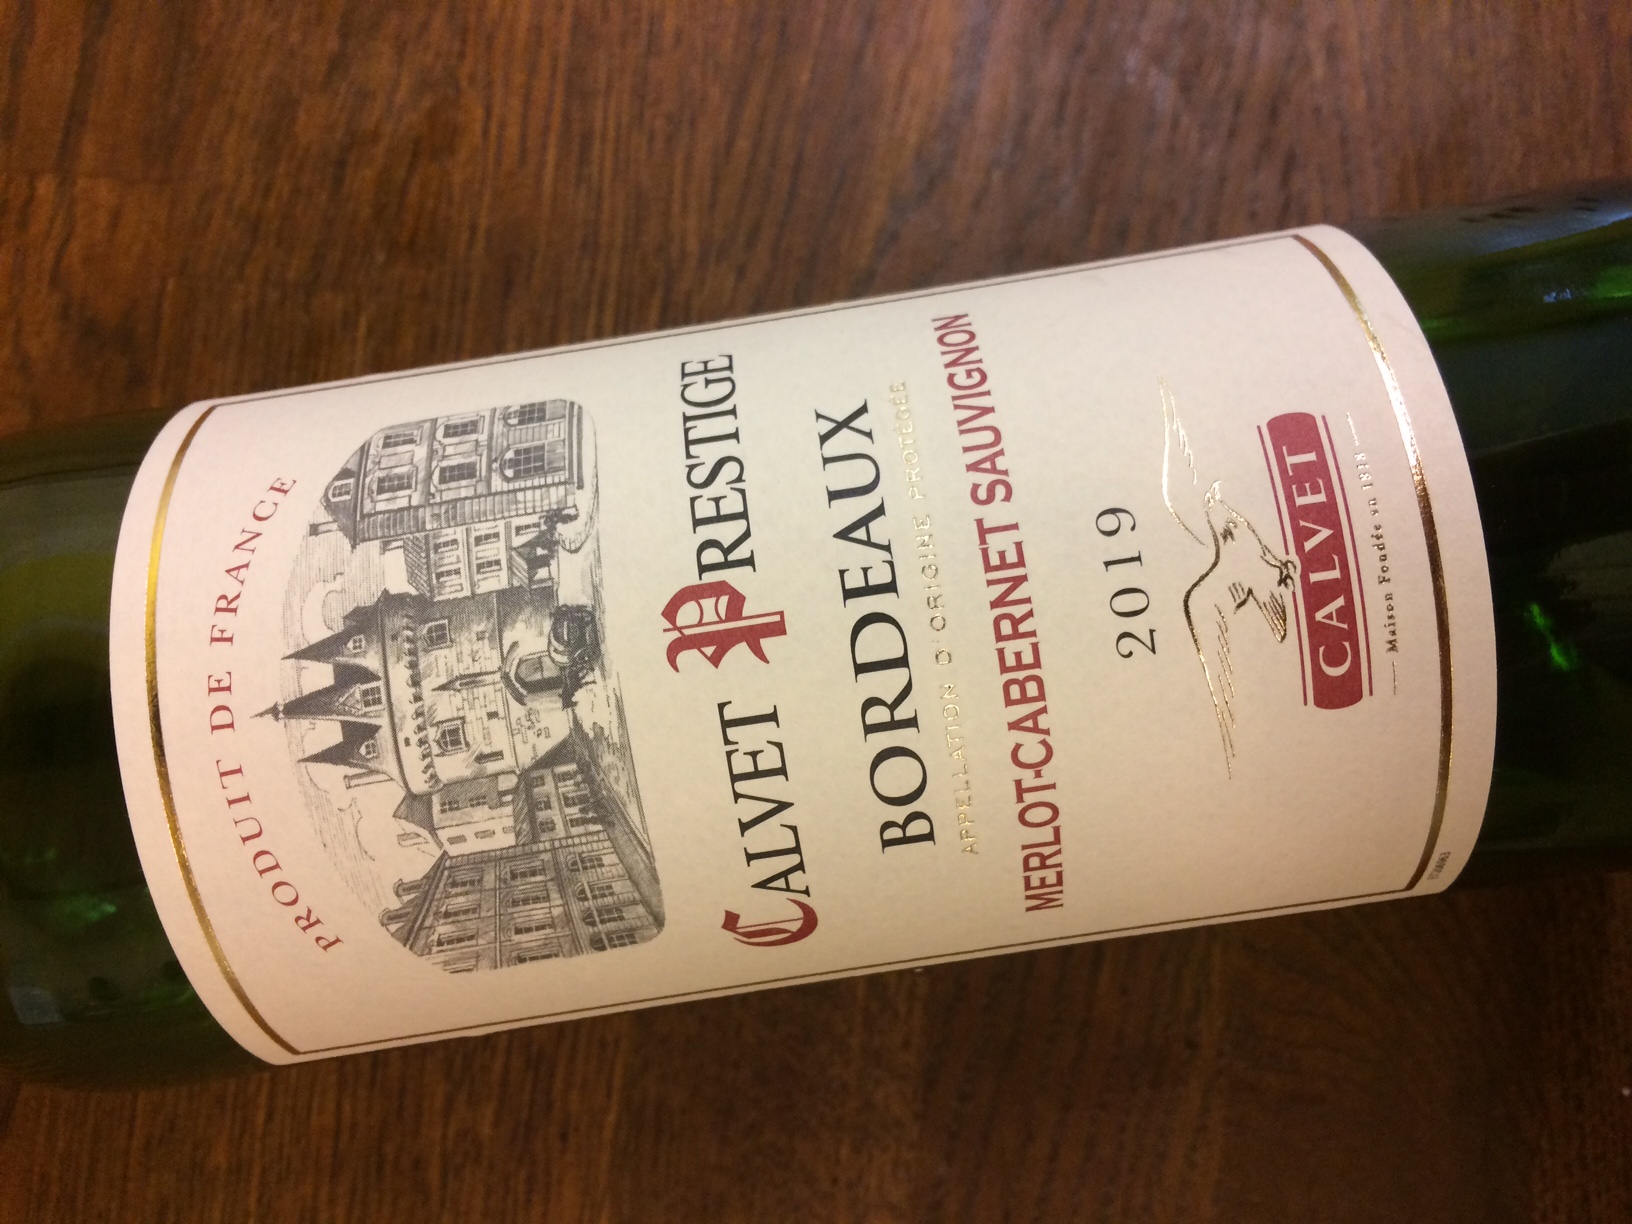 PRODUIT DE FRANCE
CALVET PRESTIGE
BORDEAUX
APPELLATION D'ORIGINE PROTÉGÉE
MERLOT-CABERNET SAUVIGNON
2019
CALVET
Maison Fondée en 1818